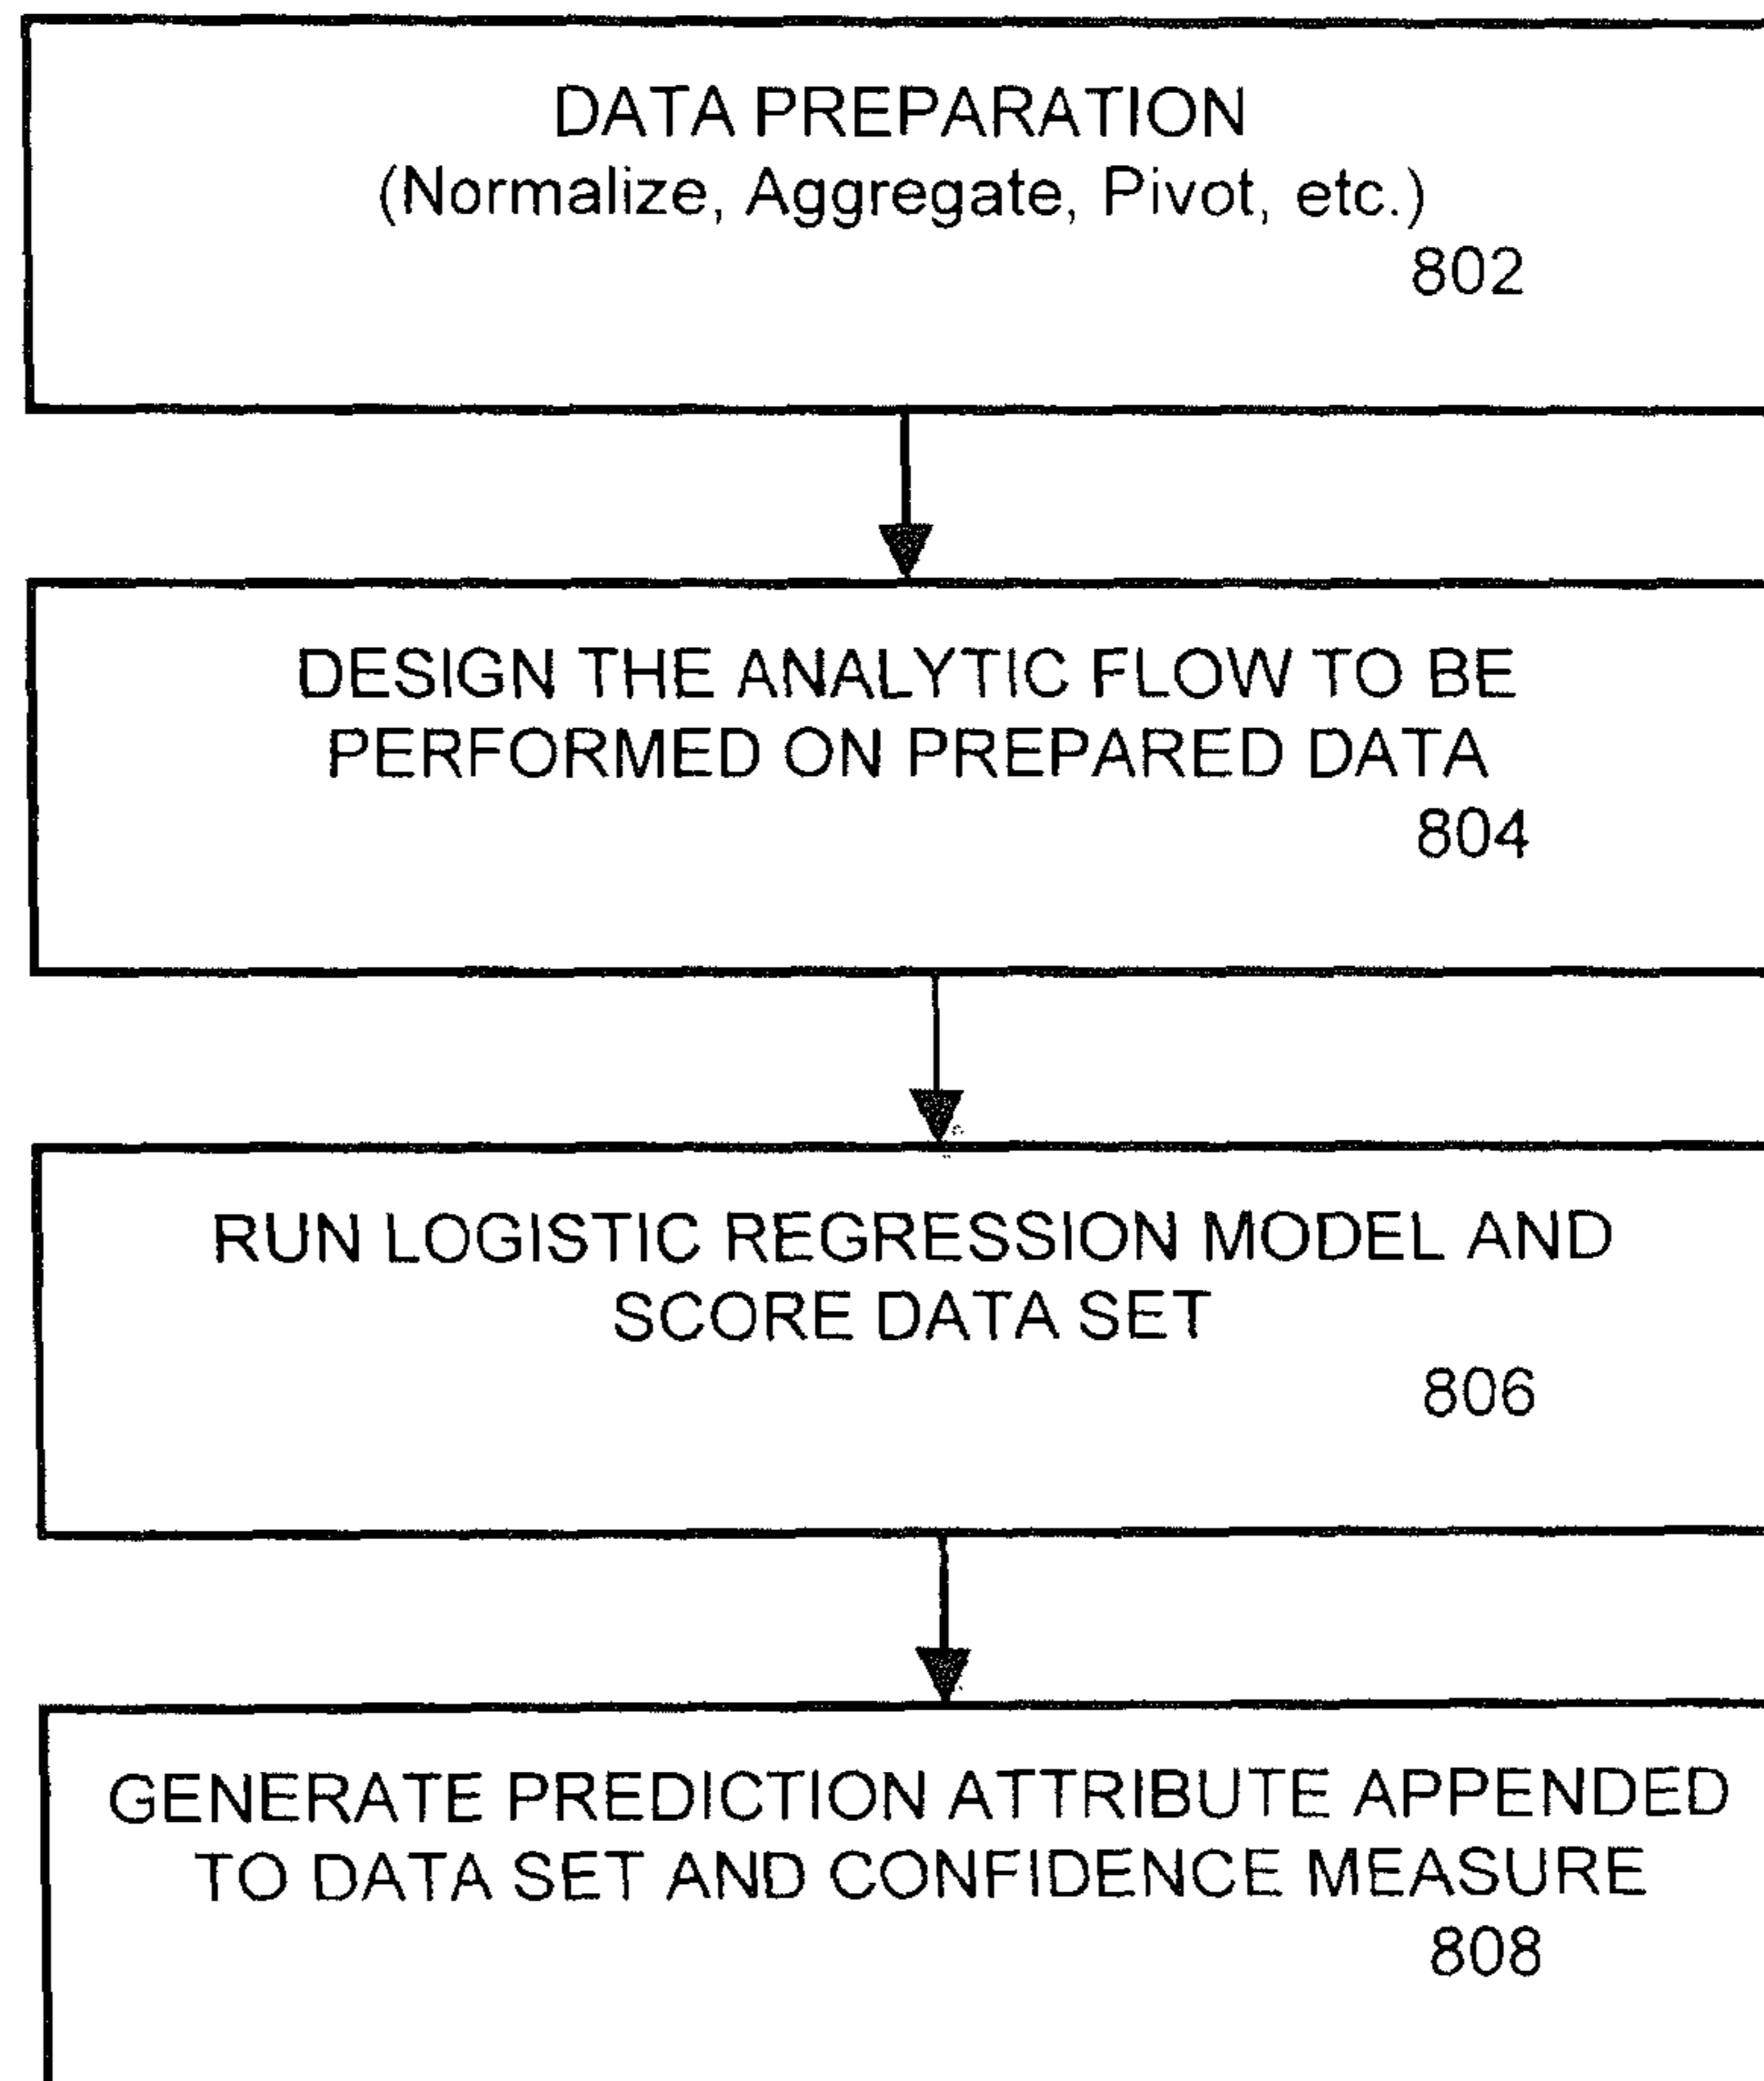 DATA PREPARATION
(Normalize, Aggregate, Pivot, etc.)
802
DESIGN THE ANALYTIC FLOW TO BE
PERFORMED ON PREPARED DATA
804
RUN LOGISTIC REGRESSION MODEL AND
SCORE DATA SET
806
GENERATE PREDICTION ATTRIBUTE APPENDED
TO DATA SET AND CONFIDENCE MEASURE
808